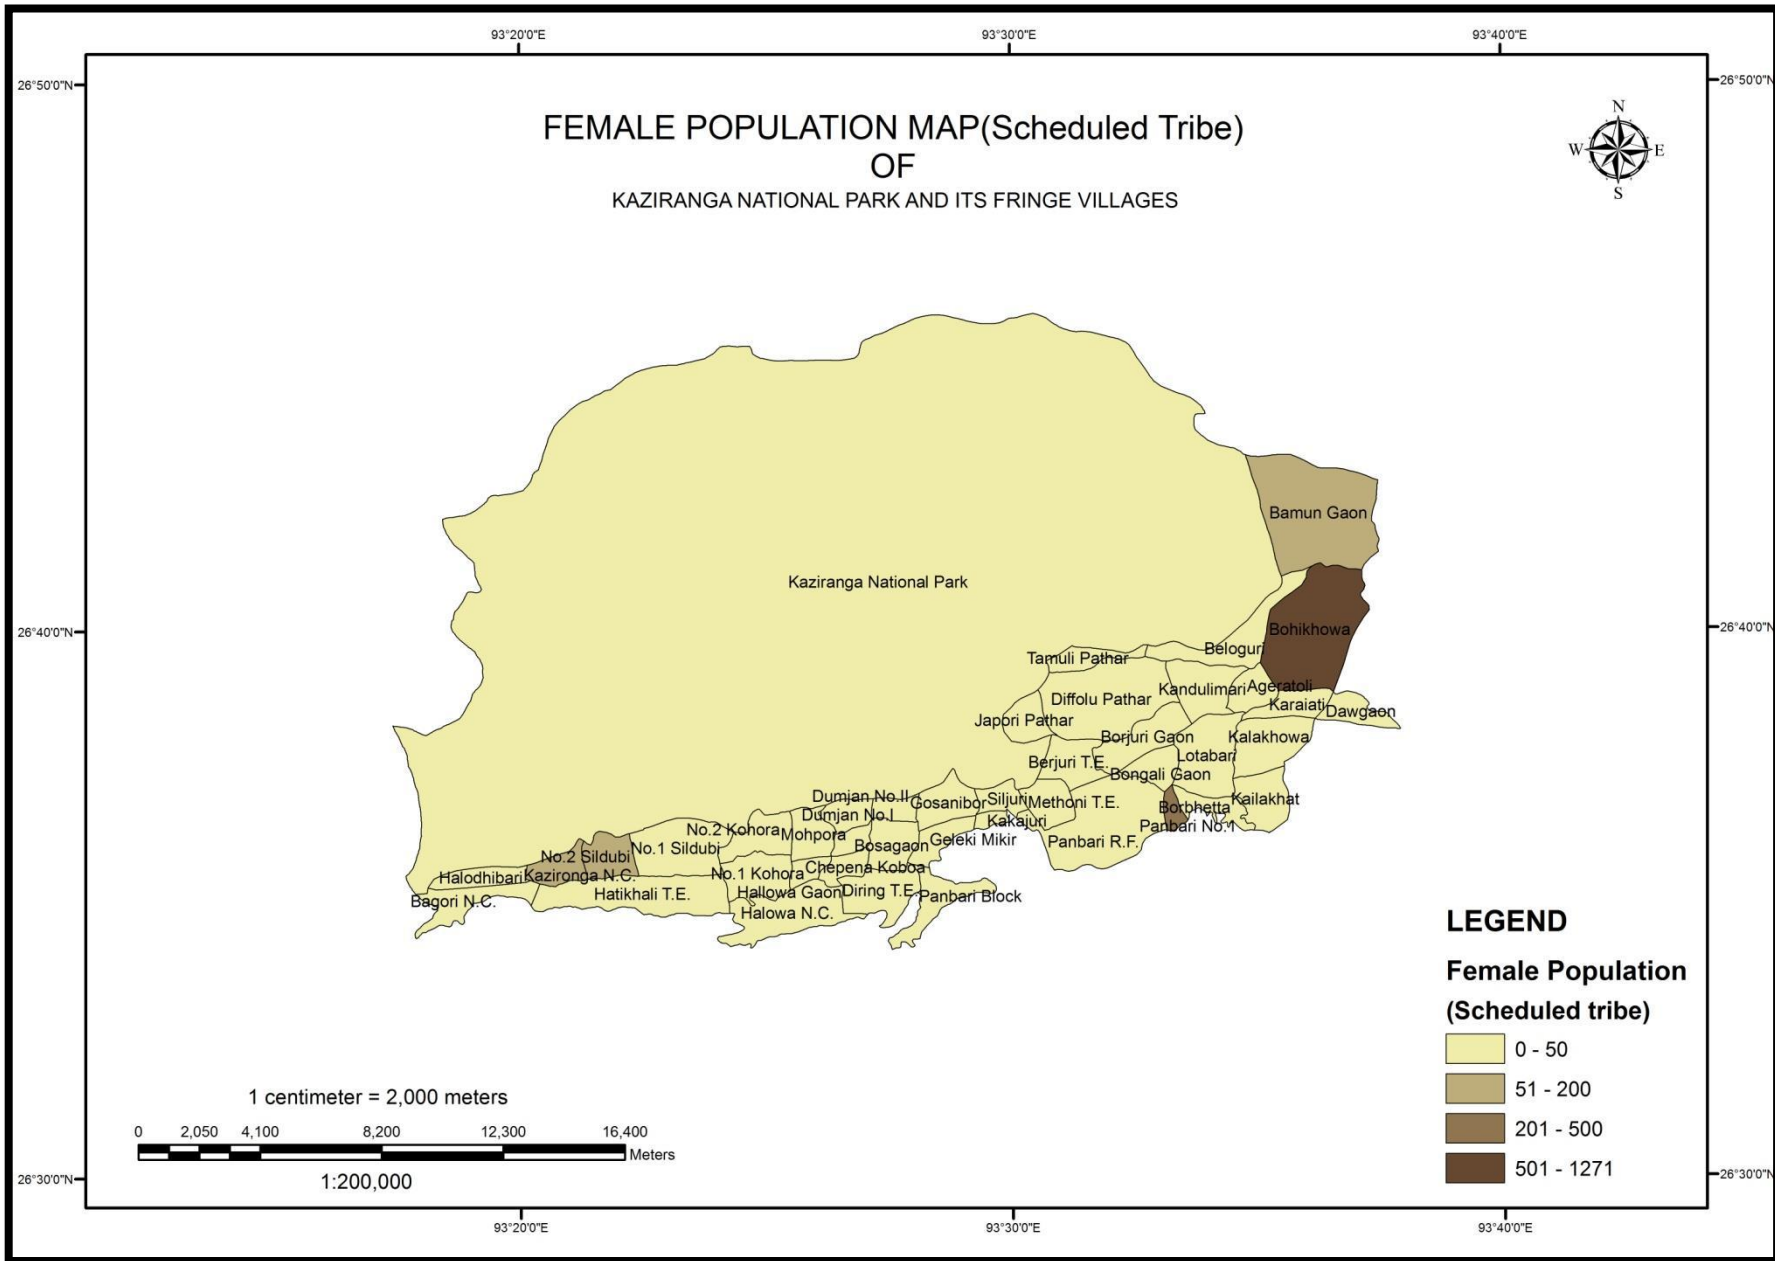 93°20'0"E
93°30'0"E
93°40'0"E
26°50'0"N
26°50'0"N
FEMALE POPULATION MAP(Scheduled Tribe)
OF
KAZIRANGA NATIONAL PARK AND ITS FRINGE VILLAGES
N
W
E
S
Bamun Gaon
Kaziranga National Park
26°40'0"N
26°40'0"N
Bohikhowa
Beloguri
Tamuli Pathar
Ageratoli
Kandulimari
Diffolu Pathar
Karaiati
Dawgaon
Japori Pathar
Borjuri Gaon
Kalakhowa
Lotabari
Berjuri T.E.
Bongali Gaon
Dumjan No.II
Gosanibor
Siljuri
Methoni T.E.
Borbhetta
Kailakhat
Dumjan No.I
Kakajuri
Panbari No.1
No.2 Kohora
Mohpora
Geleki Mikir
Panbari R.F.
No.1 Sildubi
Bosagaon
No.2 Sildubi
Chepena Koboa
Halodhibari
Kazironga N.C.
No.1 Kohora
Hatikhali T.E.
Hallowa Gaon
Diring T.E.
Panbari Block
Bagori N.C.
Halowa N.C.
LEGEND
Female Population
(Scheduled tribe)
0 - 50
51 - 200
201 - 500
501 - 1271
1 centimeter = 2,000 meters
0 2,050 4,100 8,200 12,300 16,400
Meters
1:200,000
26°30'0"N
26°30'0"N
93°20'0"E
93°30'0"E
93°40'0"E